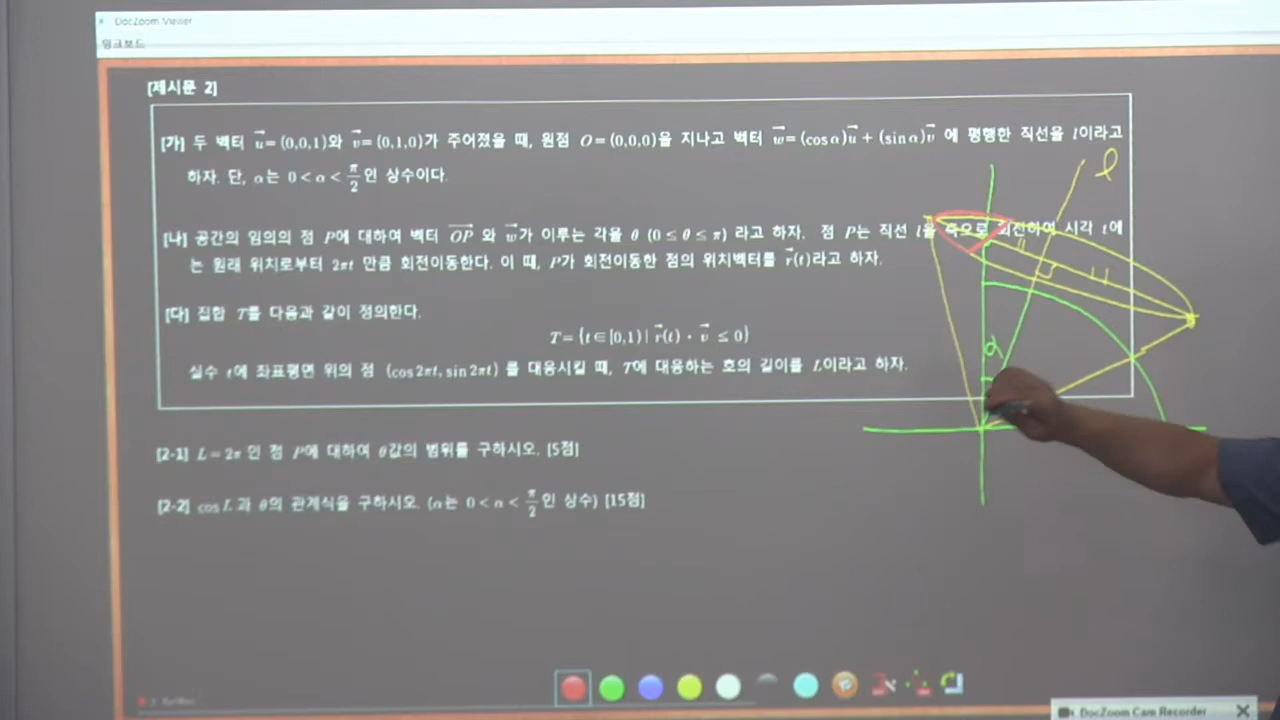 DocZoom Viewer
잉크보드
[제시문 2]
[가] 두 벡터 u⃗=(0,0,1)와 v⃗=(0,1,0)가 주어졌을 때, 원점 O=(0,0,0)을 지나고 벡터 w⃗=(cosα)u⃗+(sinα)v⃗ 에 평행한 직선을 l이라고
하자. 단, α는 0<α<π/2인 상수이다.
l
[나] 공간의 임의의 점 P에 대하여 벡터 OP⃗ 와 w⃗가 이루는 각을 θ (0≤θ≤π) 라고 하자. 점 P는 직선 l을 축으로 회전하여 시각 t에
는 원래 위치로부터 2πt 만큼 회전이동한다. 이 때, P가 회전이동한 점의 위치벡터를 r⃗(t)라고 하자.
[다] 집합 T를 다음과 같이 정의한다.
T={t∈[0,1)| r⃗(t)·v⃗ ≤0}
α
실수 t에 좌표평면 위의 점 (cos2πt, sin2πt) 를 대응시킬 때, T에 대응하는 호의 길이를 L이라고 하자.
[2-1] L=2π 인 점 P에 대하여 θ값의 범위를 구하시오. [5점]
[2-2] cosL과 θ의 관계식을 구하시오. (α는 0<α<π/2인 상수) [15점]
DocZoom Cam Recorder